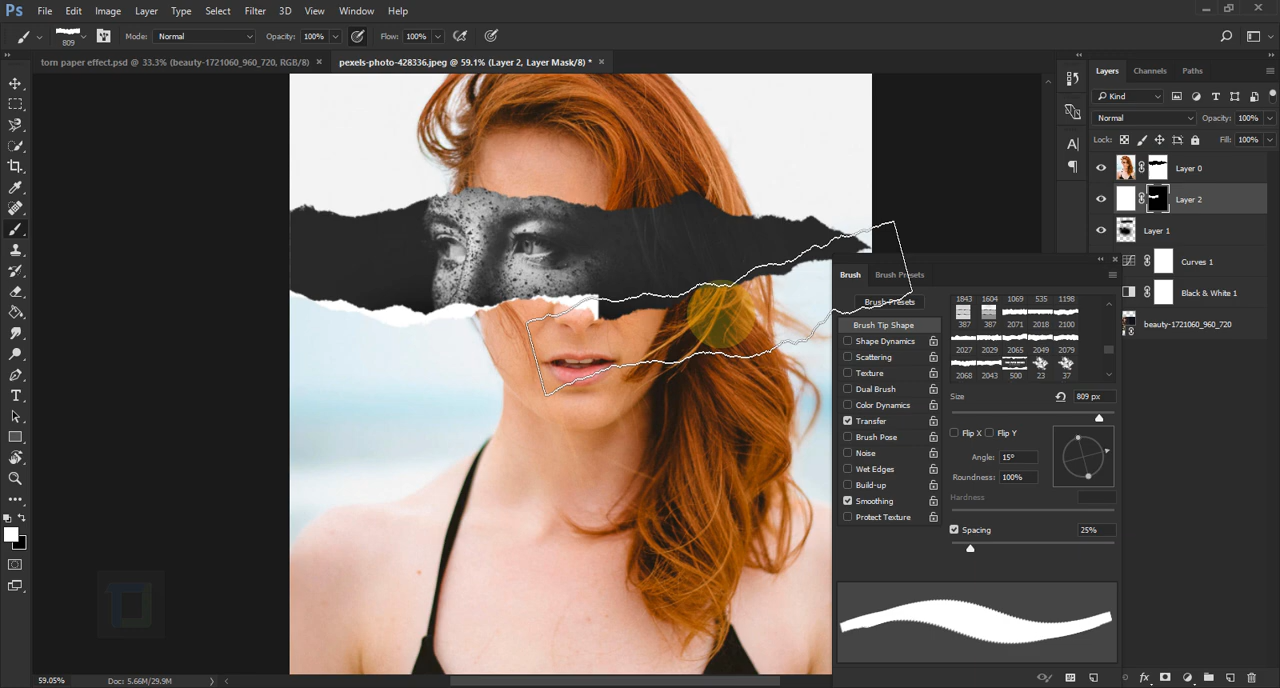 Ps File Edit Image Layer Type Select Filter 3D View Window Help
809 Mode: Normal Opacity: 100% Flow: 100%
torn paper effect.psd @ 33.3% (beauty-1721060_960_720, RGB/8) × pexels-photo-428336.jpeg @ 59.1% (Layer 2, Layer Mask/8) * ×
Layers Channels Paths
Kind
Normal Opacity: 100%
Lock: Fill: 100%
Layer 0
Layer 2
Layer 1
Curves 1
Black & White 1
beauty-1721060_960_720
Brush Brush Presets
Brush Presets
Brush Tip Shape
Shape Dynamics
Scattering
Texture
Dual Brush
Color Dynamics
Transfer
Brush Pose
Noise
Wet Edges
Build-up
Smoothing
Protect Texture
1843 1604 1069 535 1198
387 387 2071 2018 2100
2027 2029 2065 2049 2079
2068 2043 500 23 37
Size 809 px
Flip X Flip Y
Angle: 15°
Roundness: 100%
Hardness
Spacing 25%
59.05% Doc: 5.66M/29.9M